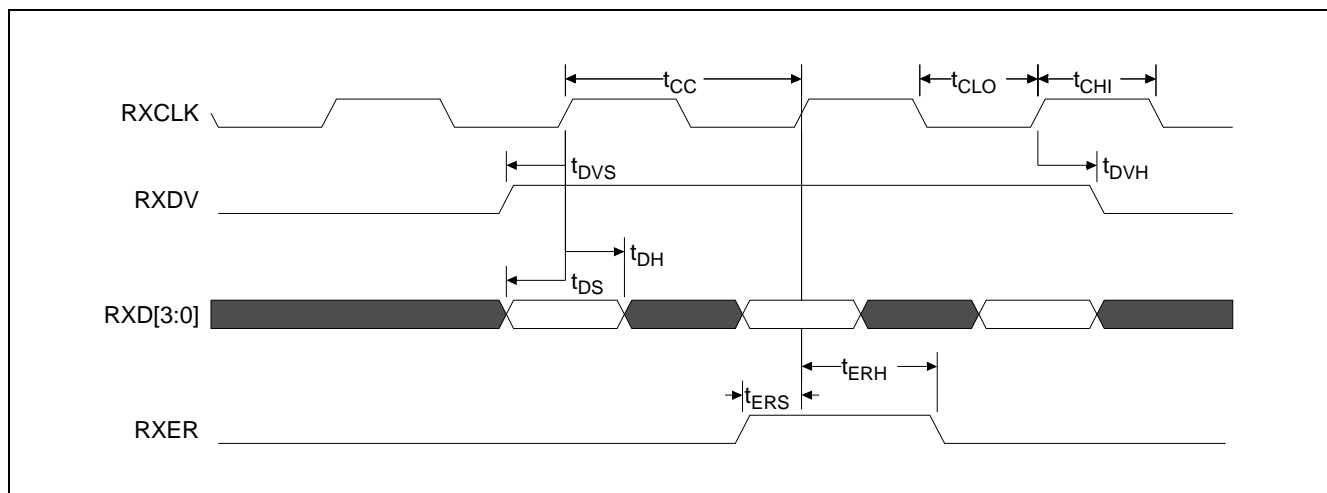 tCC
tCLO
tCHI
RXCLK
tDVS
tDVH
RXDV
tDH
tDS
RXD[3:0]
tERH
tERS
RXER